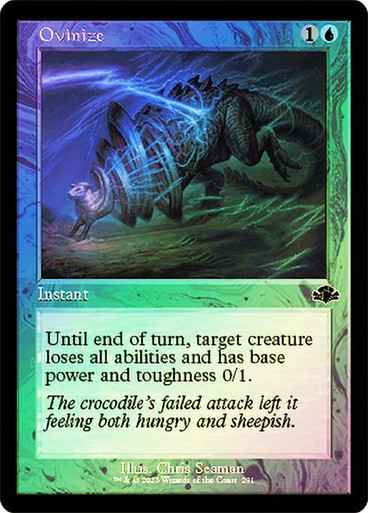 Ovinize 1
Instant
Until end of turn, target creature
loses all abilities and has base
power and toughness 0/1.
The crocodile's failed attack left it
feeling both hungry and sheepish.
Illus. Chris Seaman
™ & © 2023 Wizards of the Coast 291